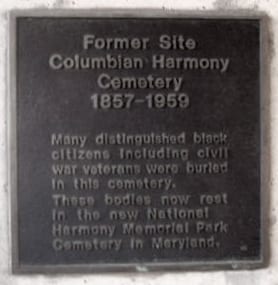 Former Site
Columbian Harmony
Cemetery
1857-1959
Many distinguished black
citizens including civil
war veterans were buried
in this cemetery.
These bodies now rest
in the new National
Harmony Memorial Park
Cemetery in Maryland.